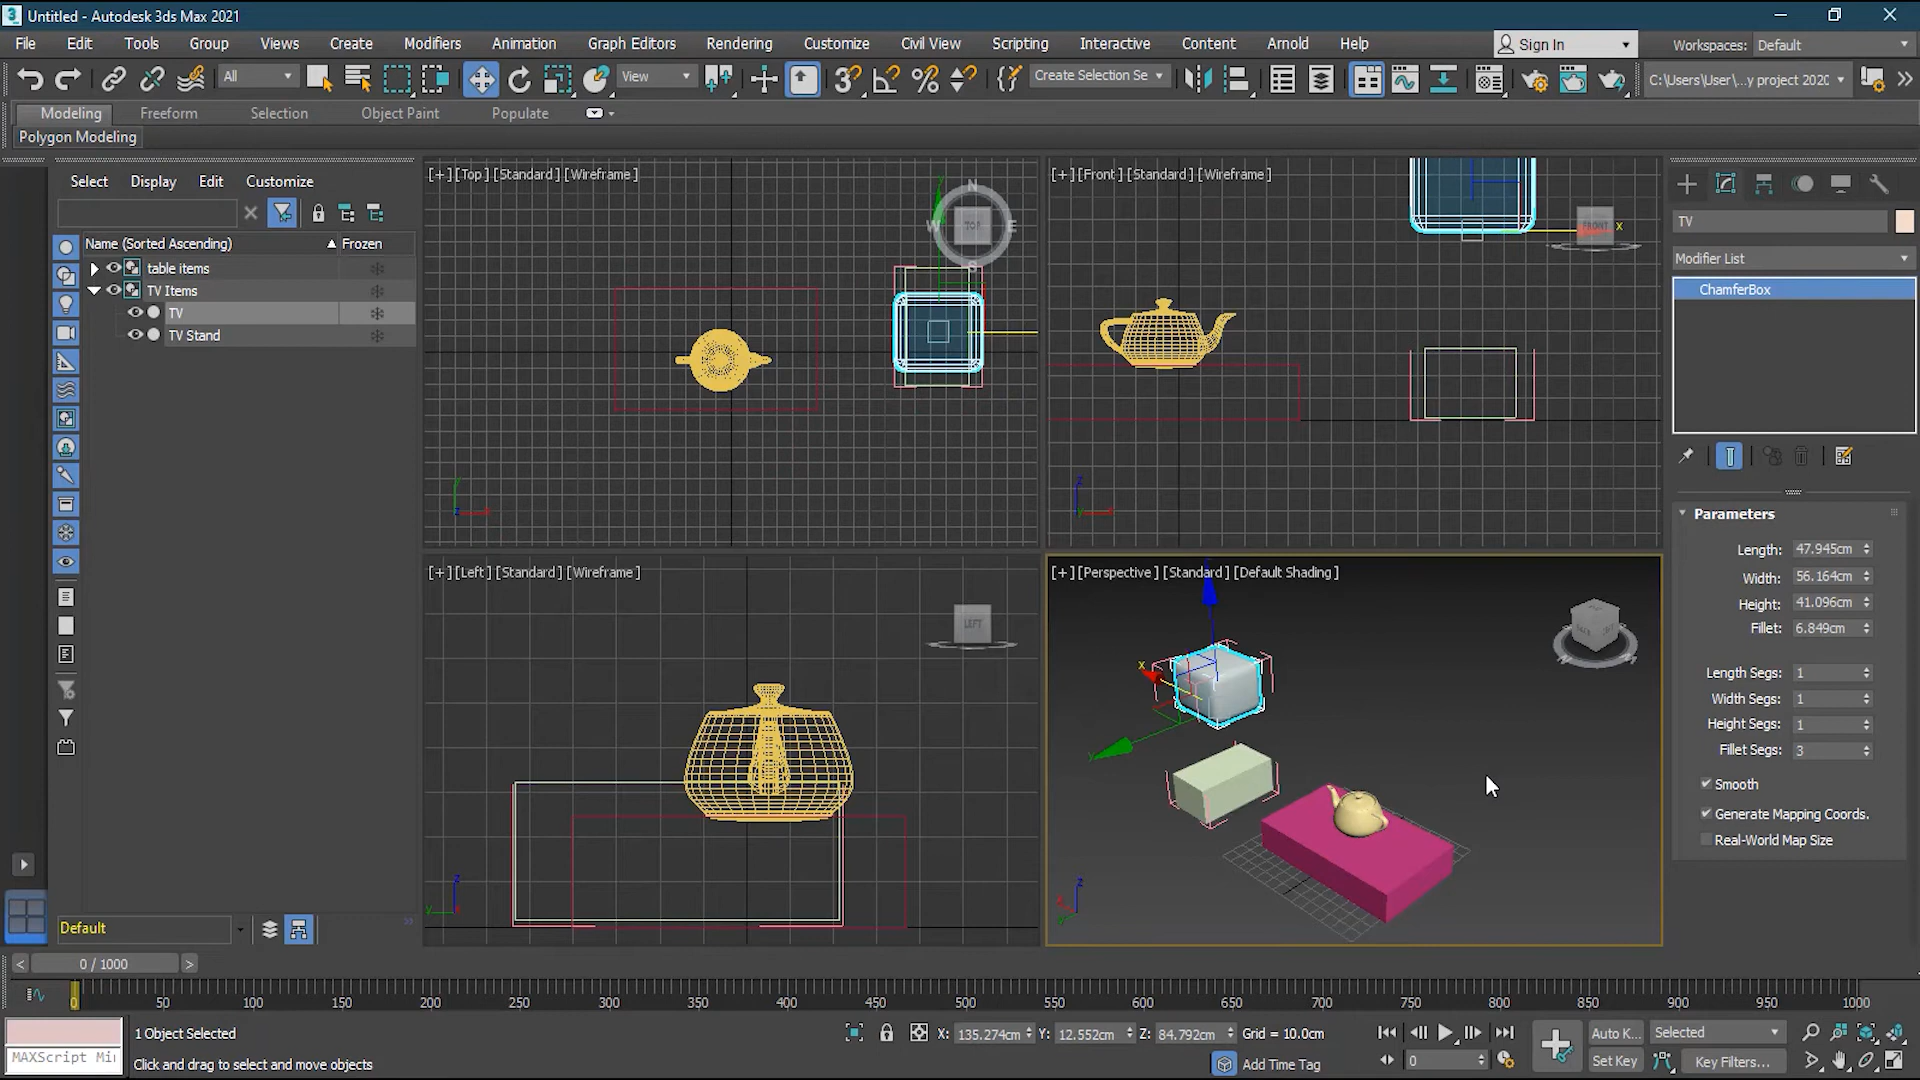 Untitled - Autodesk 3ds Max 2021
File Edit Tools Group Views Create Modifiers Animation Graph Editors Rendering Customize Civil View Scripting Interactive Content Arnold Help Sign In Workspaces: Default
All View Create Selection Se C:\Users\User\...y project 2020
Modeling Freeform Selection Object Paint Populate
Polygon Modeling
Select Display Edit Customize
Name (Sorted Ascending) Frozen
table items
TV Items
TV
TV Stand
Default
[+][Top][Standard][Wireframe]
N
W TOP E
S
y
z
[+][Front][Standard][Wireframe]
FRONT x
z
[+][Left][Standard][Wireframe]
LEFT
z
y
[+][Perspective][Standard][Default Shading]
x
y
z
TV
Modifier List
ChamferBox
Parameters
Length: 47.945cm
Width: 56.164cm
Height: 41.096cm
Fillet: 6.849cm
Length Segs: 1
Width Segs: 1
Height Segs: 1
Fillet Segs: 3
Smooth
Generate Mapping Coords.
Real-World Map Size
< 0 / 1000 >
0 50 100 150 200 250 300 350 400 450 500 550 600 650 700 750 800 850 900 950 1000
1 Object Selected X: 135.274cm Y: 12.552cm Z: 84.792cm Grid = 10.0cm Auto K... Selected
MAXScript Mi Click and drag to select and move objects Add Time Tag 0 Set Key Key Filters...